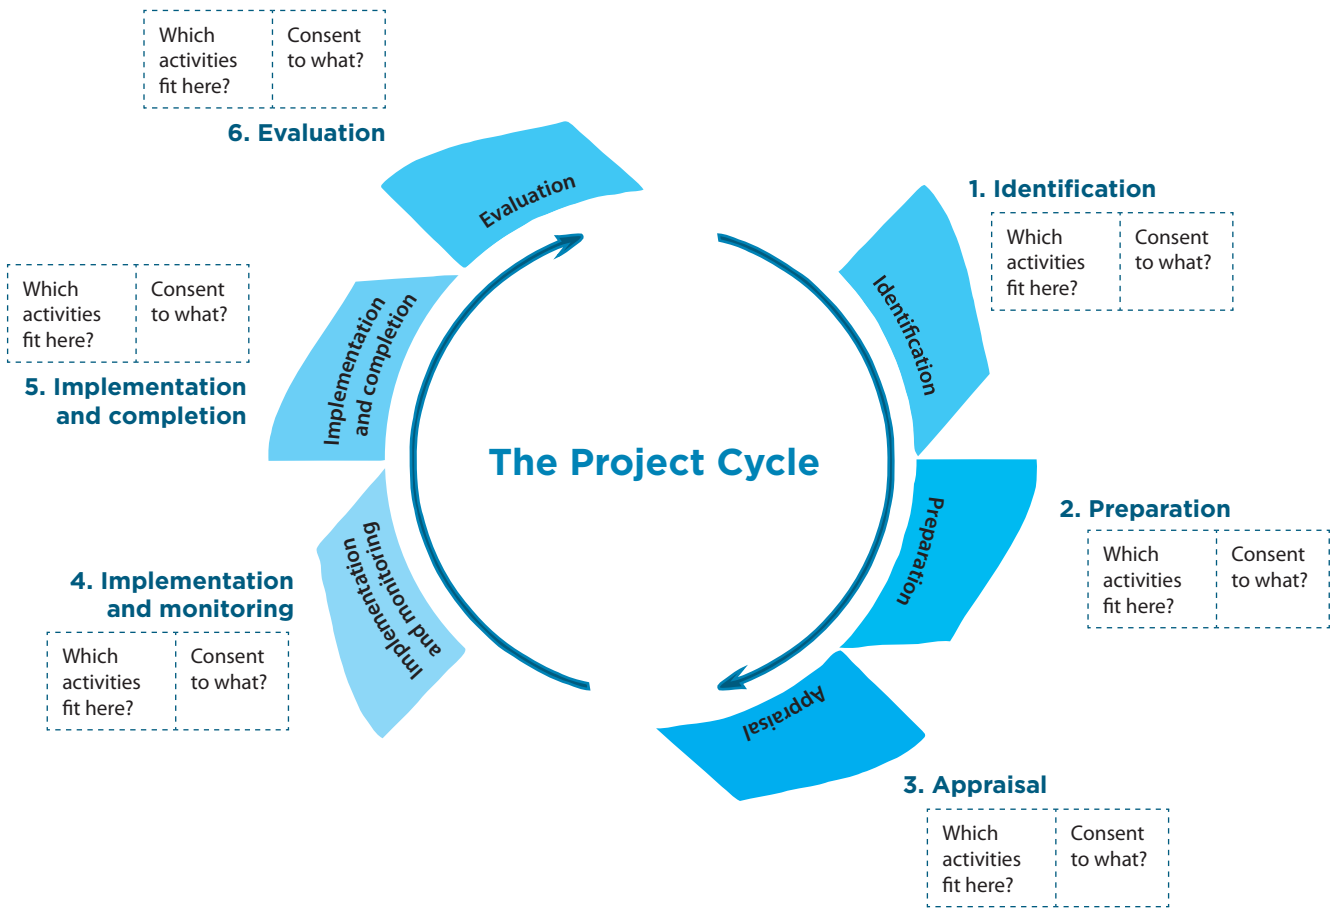 Which
activities
fit here?
Consent
to what?
6. Evaluation
Evaluation
1. Identification
Which
activities
fit here?
Consent
to what?
Identification
Which
activities
fit here?
Consent
to what?
5. Implementation
and completion
Implementation
and completion
The Project Cycle
2. Preparation
Which
activities
fit here?
Consent
to what?
Preparation
4. Implementation
and monitoring
Which
activities
fit here?
Consent
to what?
Implementation
and monitoring
Appraisal
3. Appraisal
Which
activities
fit here?
Consent
to what?